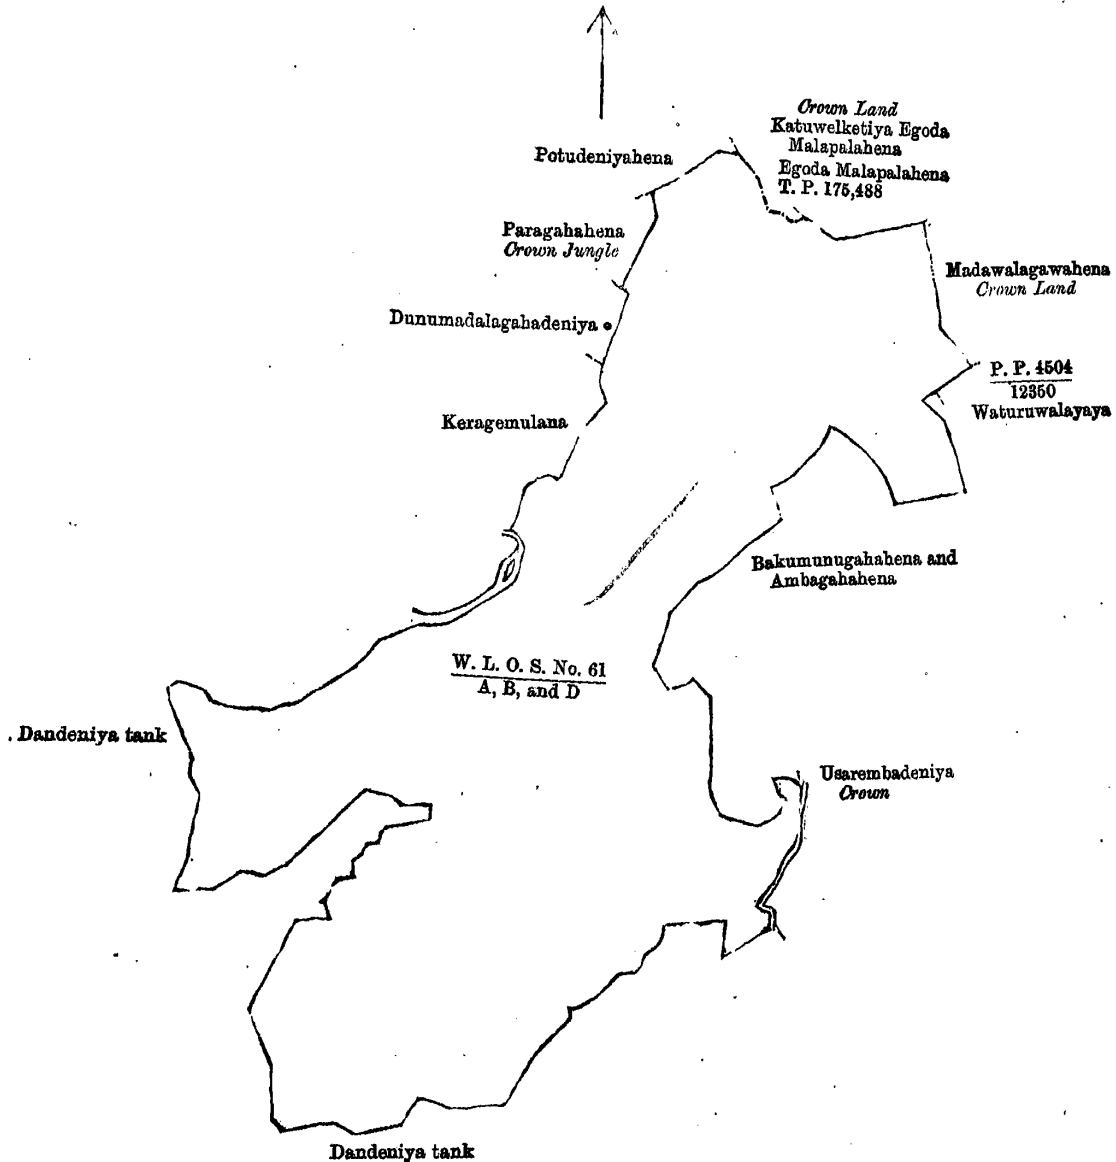 Crown Land
Katuwelketiya Egoda
Malapalahena
Potudeniyahena
Egoda Malapalahena
T. P. 175,488
Paragahahena
Crown Jungle
Madawalagawahena
Crown Land
Dunumadalagahadeniya
P. P. 4504
12350
Waturuwalayaya
Keragemulana
Bakumunugahahena and
Ambagahahena
W. L. O. S. No. 61
A, B, and D
Dandeniya tank
Usarembadeniya
Crown
Dandeniya tank